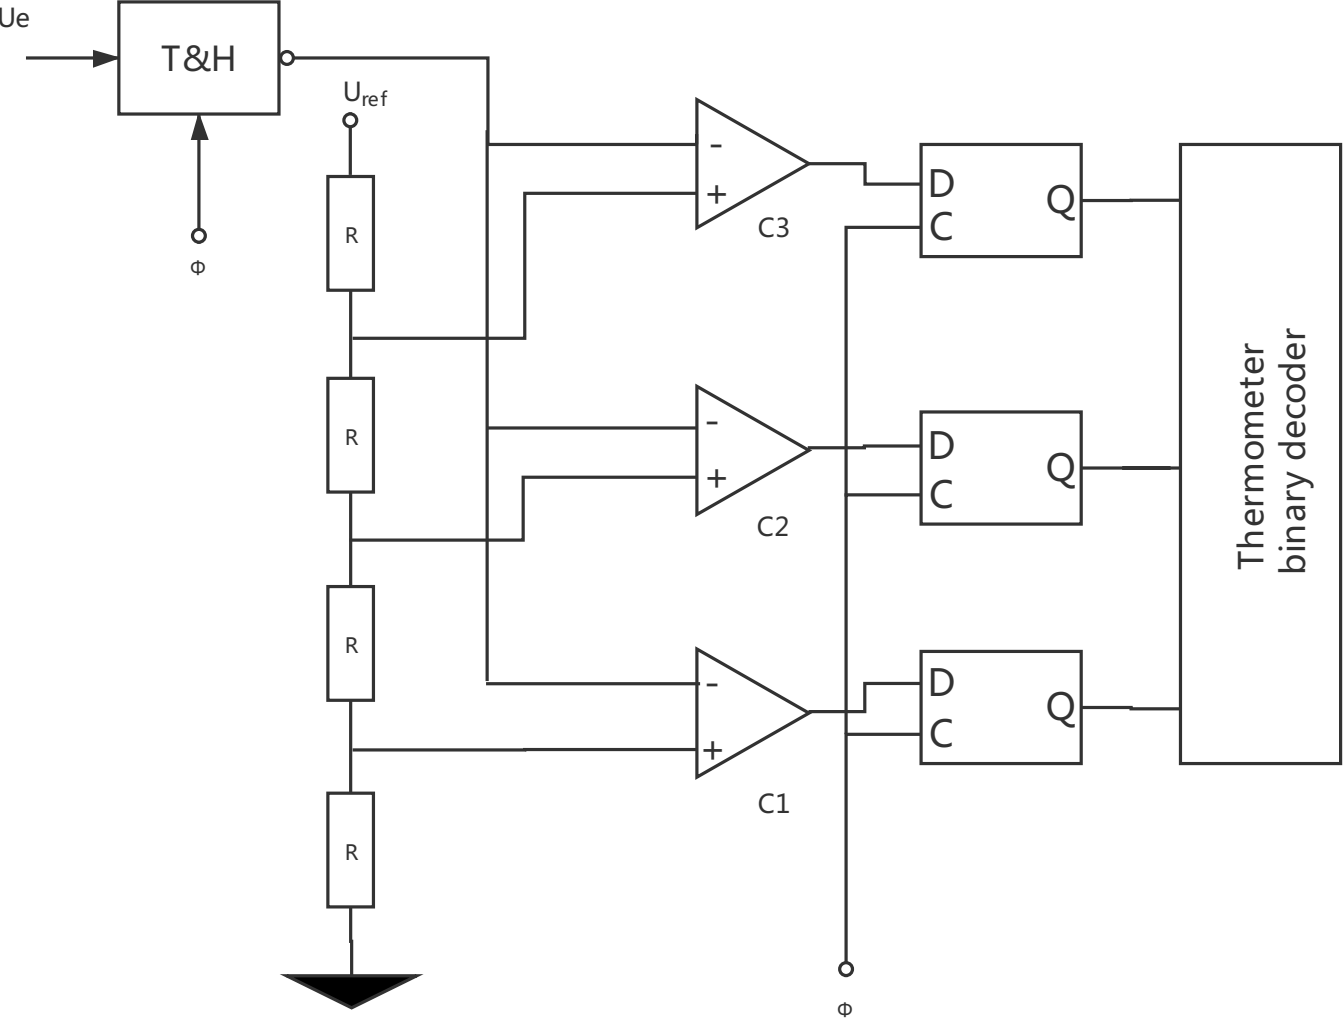 Ue
T&H
Uref
Φ
R
R
R
R
-
+
C3
-
+
C2
-
+
C1
D
C
Q
D
C
Q
D
C
Q
Φ
Thermometer
binary decoder